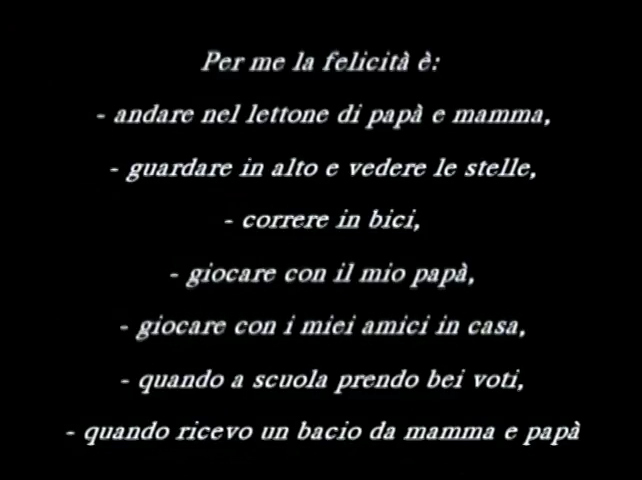 Per me la felicità è:
- andare nel lettone di papà e mamma,
- guardare in alto e vedere le stelle,
- correre in bici,
- giocare con il mio papà,
- giocare con i miei amici in casa,
- quando a scuola prendo bei voti,
- quando ricevo un bacio da mamma e papà